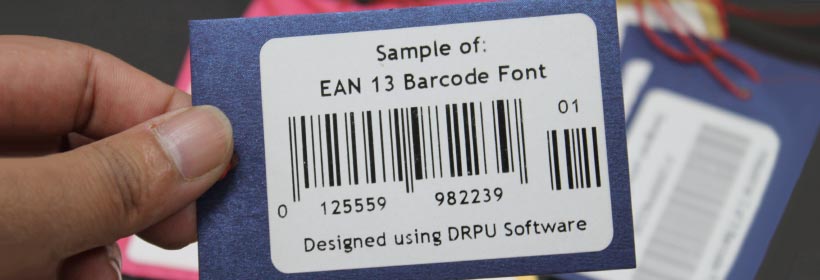 Sample of:
EAN 13 Barcode Font
01
0 125559 982239
Designed using DRPU Software